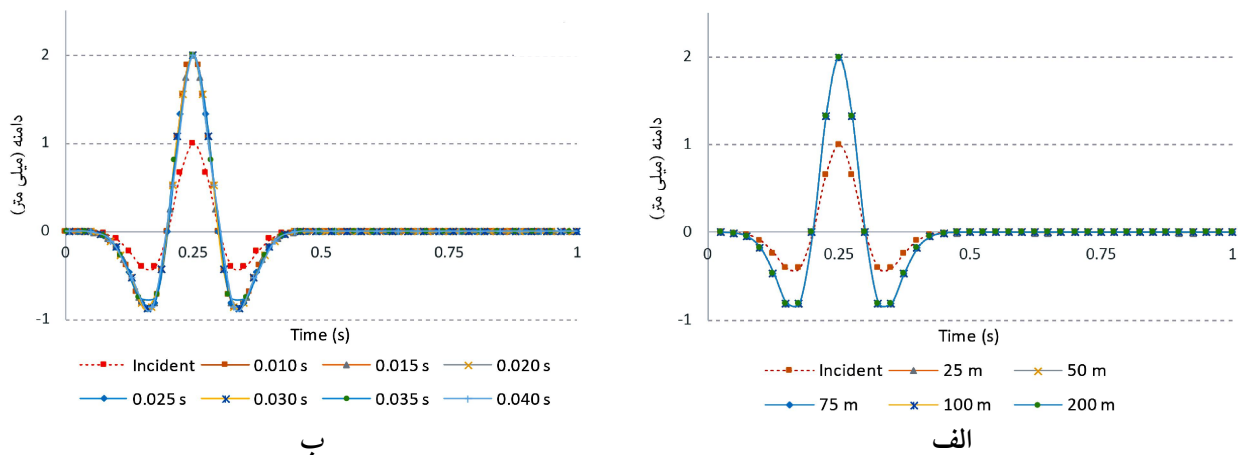 2
1
0
-1
دامنه (میلی متر)
0 0.25 0.5 0.75 1
Time (s)
Incident 0.010 s 0.015 s 0.020 s
0.025 s 0.030 s 0.035 s 0.040 s
ب
2
1
0
-1
دامنه (میلی متر)
0 0.25 0.5 0.75 1
Time (s)
Incident 25 m 50 m
75 m 100 m 200 m
الف